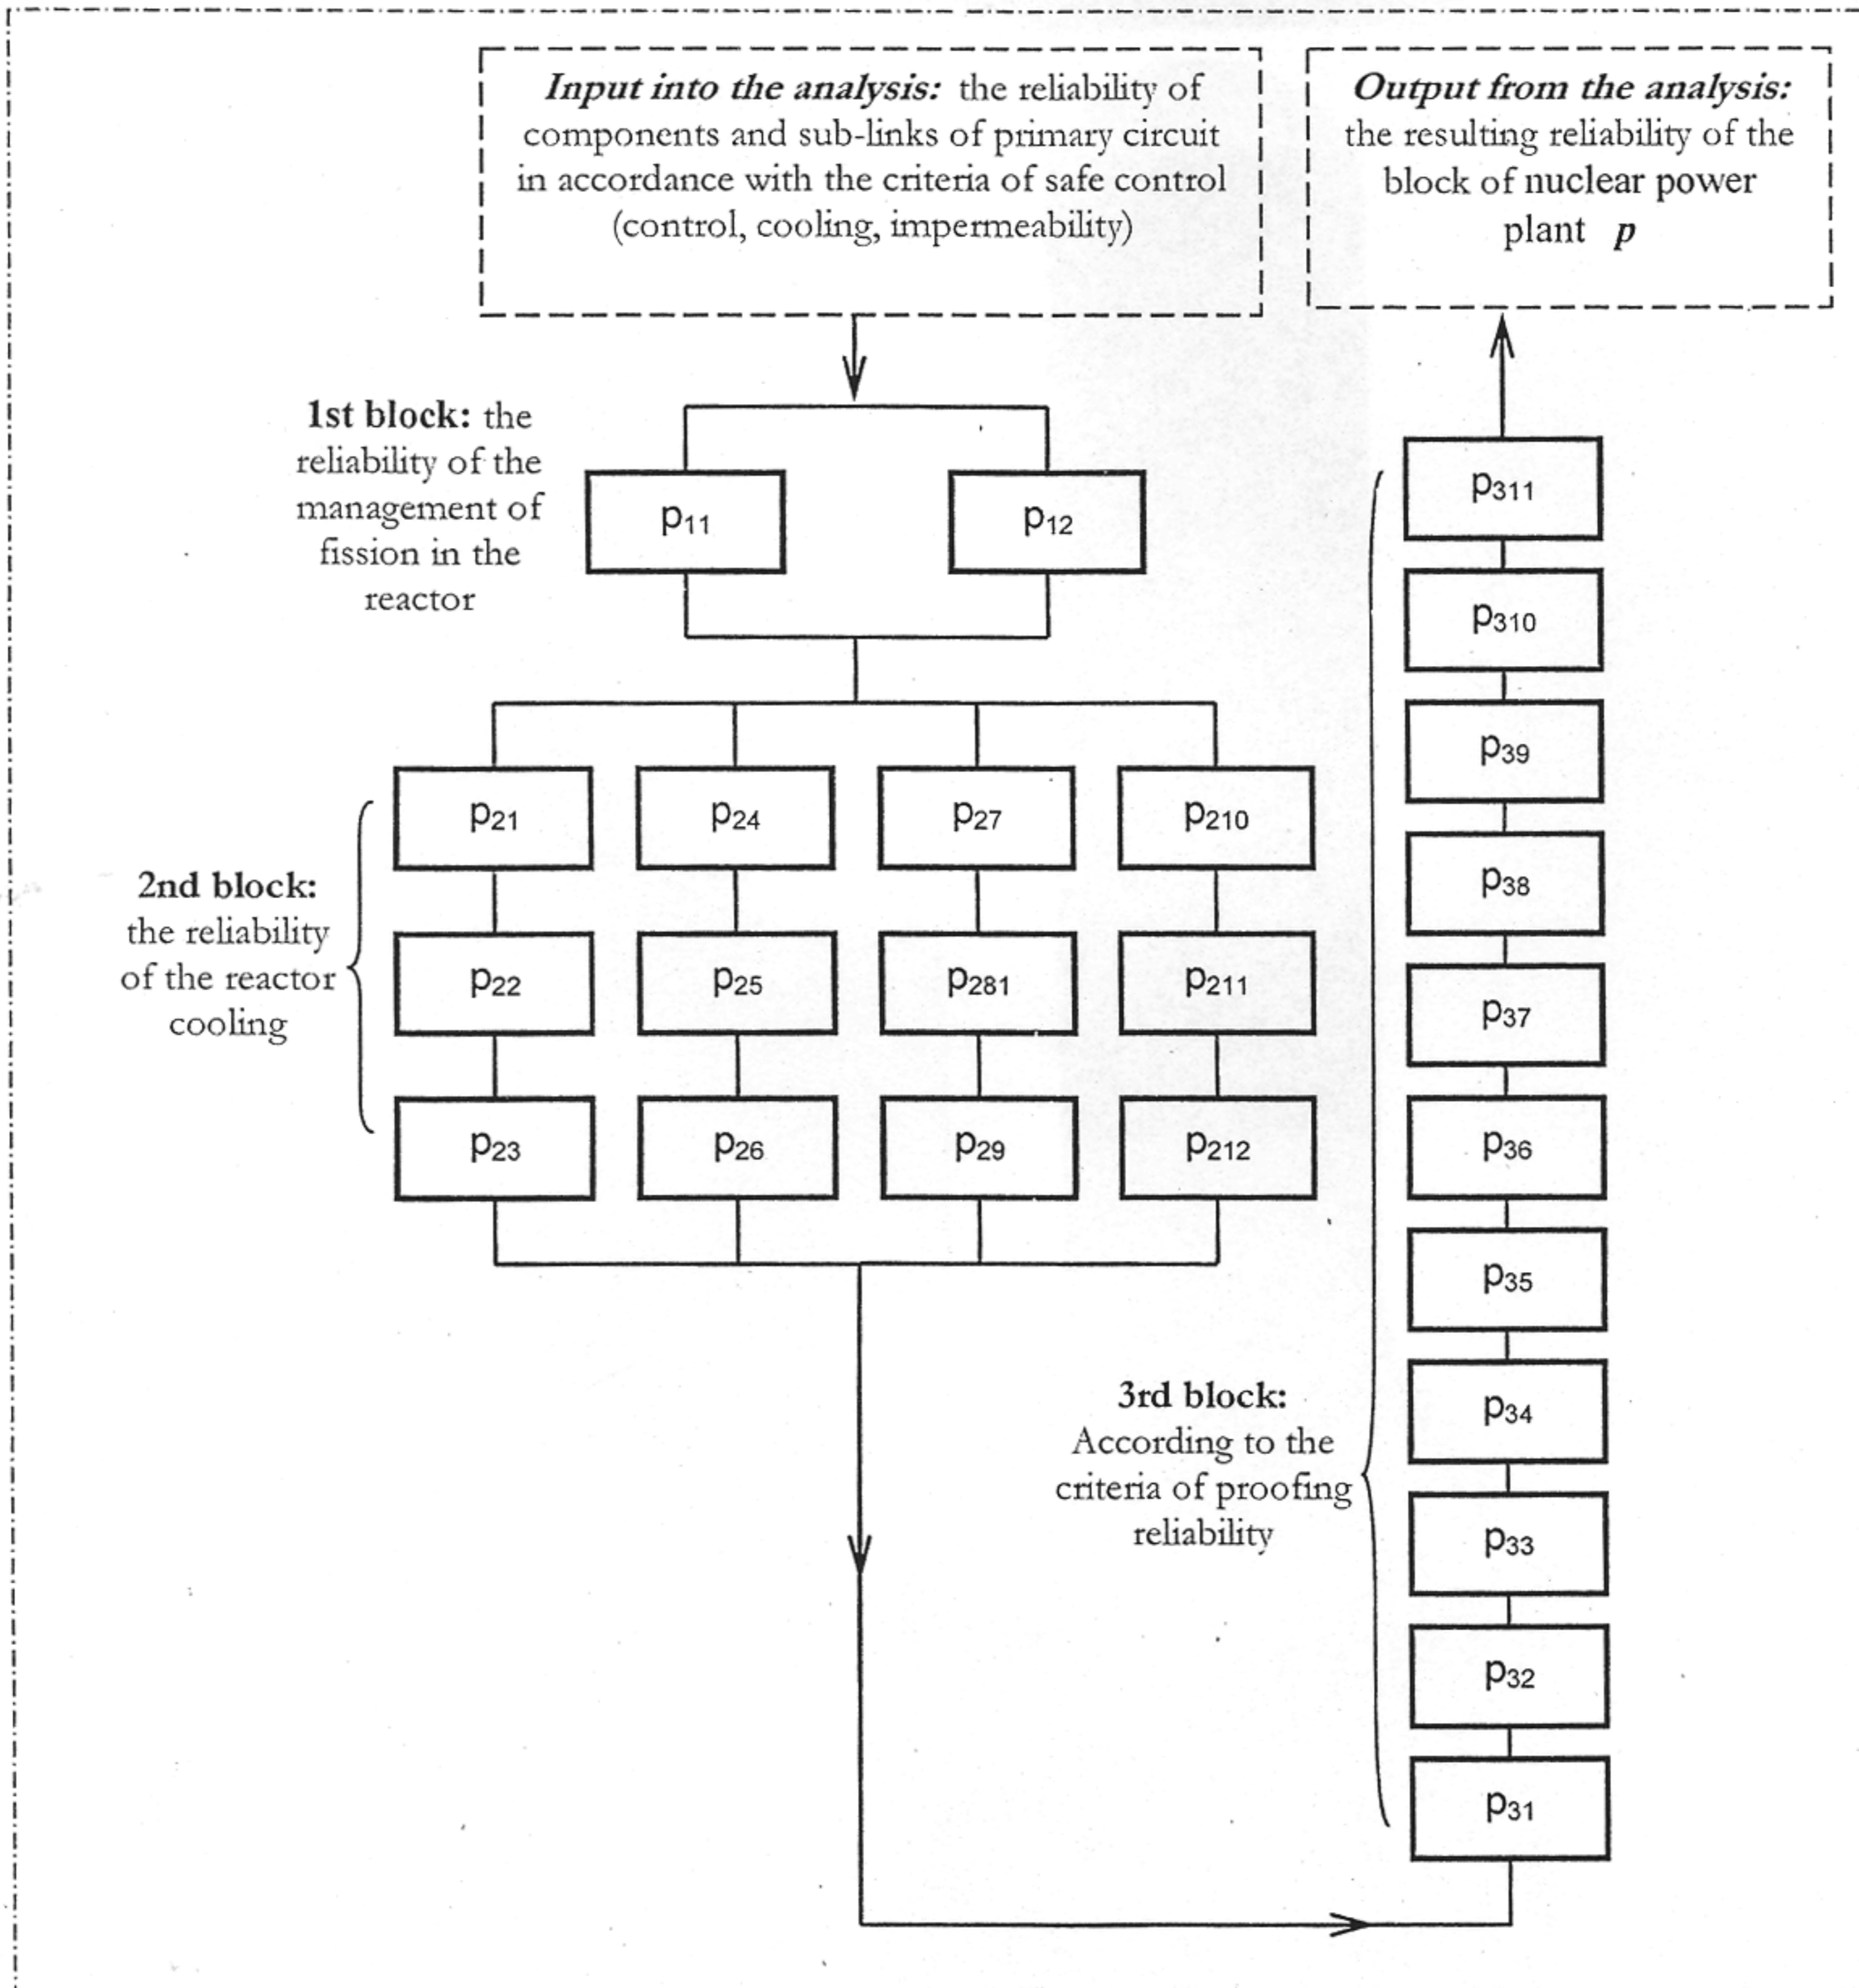 Input into the analysis: the reliability of
components and sub-links of primary circuit
in accordance with the criteria of safe control
(control, cooling, impermeability)
Output from the analysis:
the resulting reliability of the
block of nuclear power
plant p
1st block: the
reliability of the
management of
fission in the
reactor
p11
p12
2nd block:
the reliability
of the reactor
cooling
p21
p24
p27
p210
p22
p25
p281
p211
p23
p26
p29
p212
3rd block:
According to the
criteria of proofing
reliability
p311
p310
p39
p38
p37
p36
p35
p34
p33
p32
p31